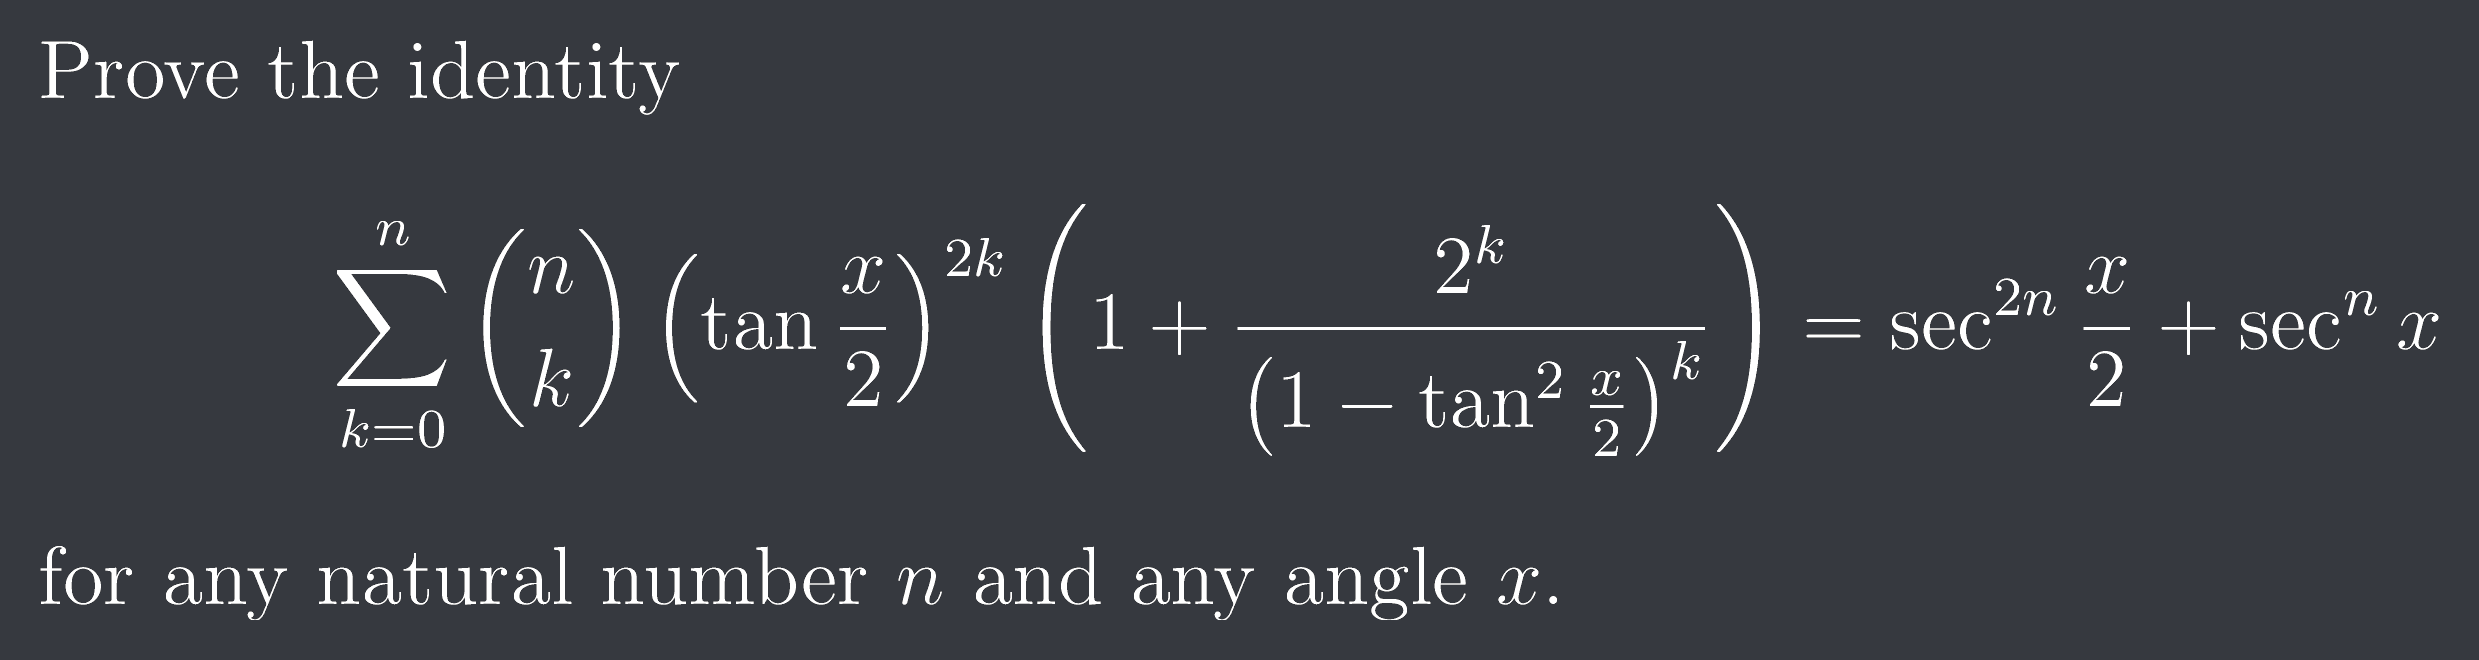 Prove the identity
$$\sum_{k=0}^{n} \binom{n}{k} \left(\tan \frac{x}{2}\right)^{2k} \left(1 + \frac{2^k}{\left(1 - \tan^2 \frac{x}{2}\right)^k}\right) = \sec^{2n} \frac{x}{2} + \sec^n x$$
for any natural number $n$ and any angle $x$.